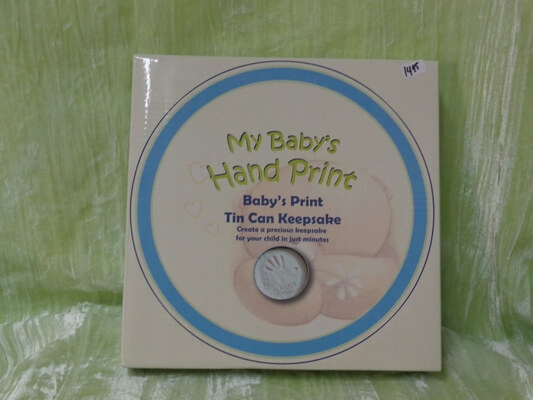 1495
My Baby's
Hand Print
Baby's Print
Tin Can Keepsake
Create a precious keepsake
for your child in just minutes